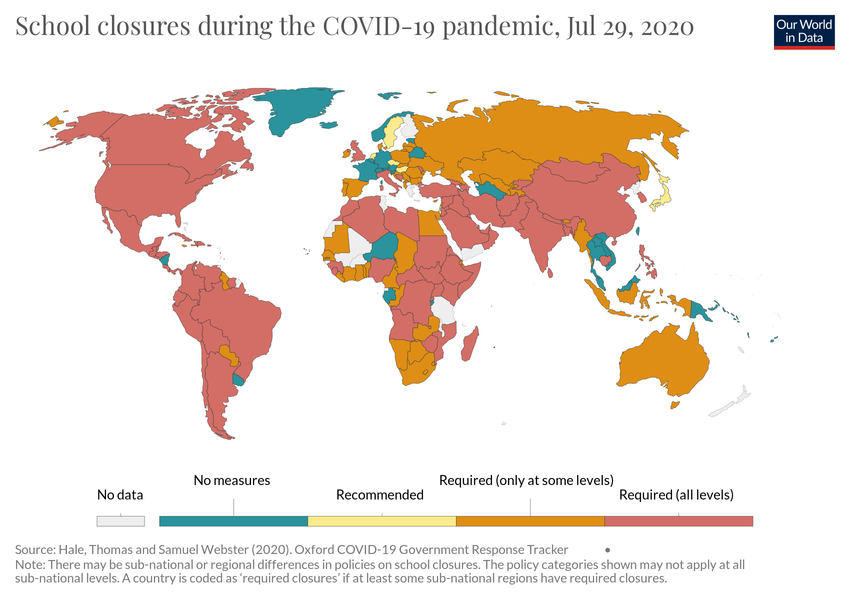 School closures during the COVID-19 pandemic, Jul 29, 2020
Our World
in Data
No data
No measures
Recommended
Required (only at some levels)
Required (all levels)
Source: Hale, Thomas and Samuel Webster (2020). Oxford COVID-19 Government Response Tracker •
Note: There may be sub-national or regional differences in policies on school closures. The policy categories shown may not apply at all
sub-national levels. A country is coded as 'required closures' if at least some sub-national regions have required closures.